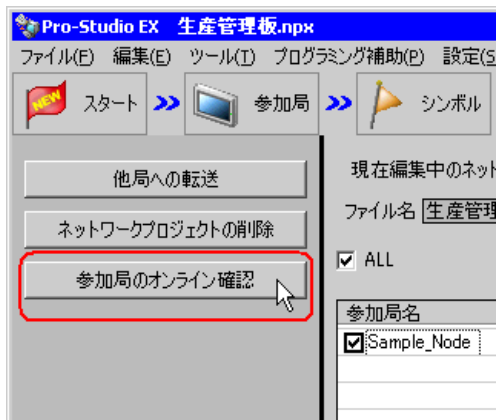 Pro-Studio EX 生産管理板.npx
ファイル(F) 編集(E) ツール(T) プログラミング補助(P) 設定(S
NEW スタート >> 参加局 >> シンボル
他局への転送
ネットワークプロジェクトの削除
参加局のオンライン確認
現在編集中のネット
ファイル名 生産管理
ALL
参加局名
Sample_Node